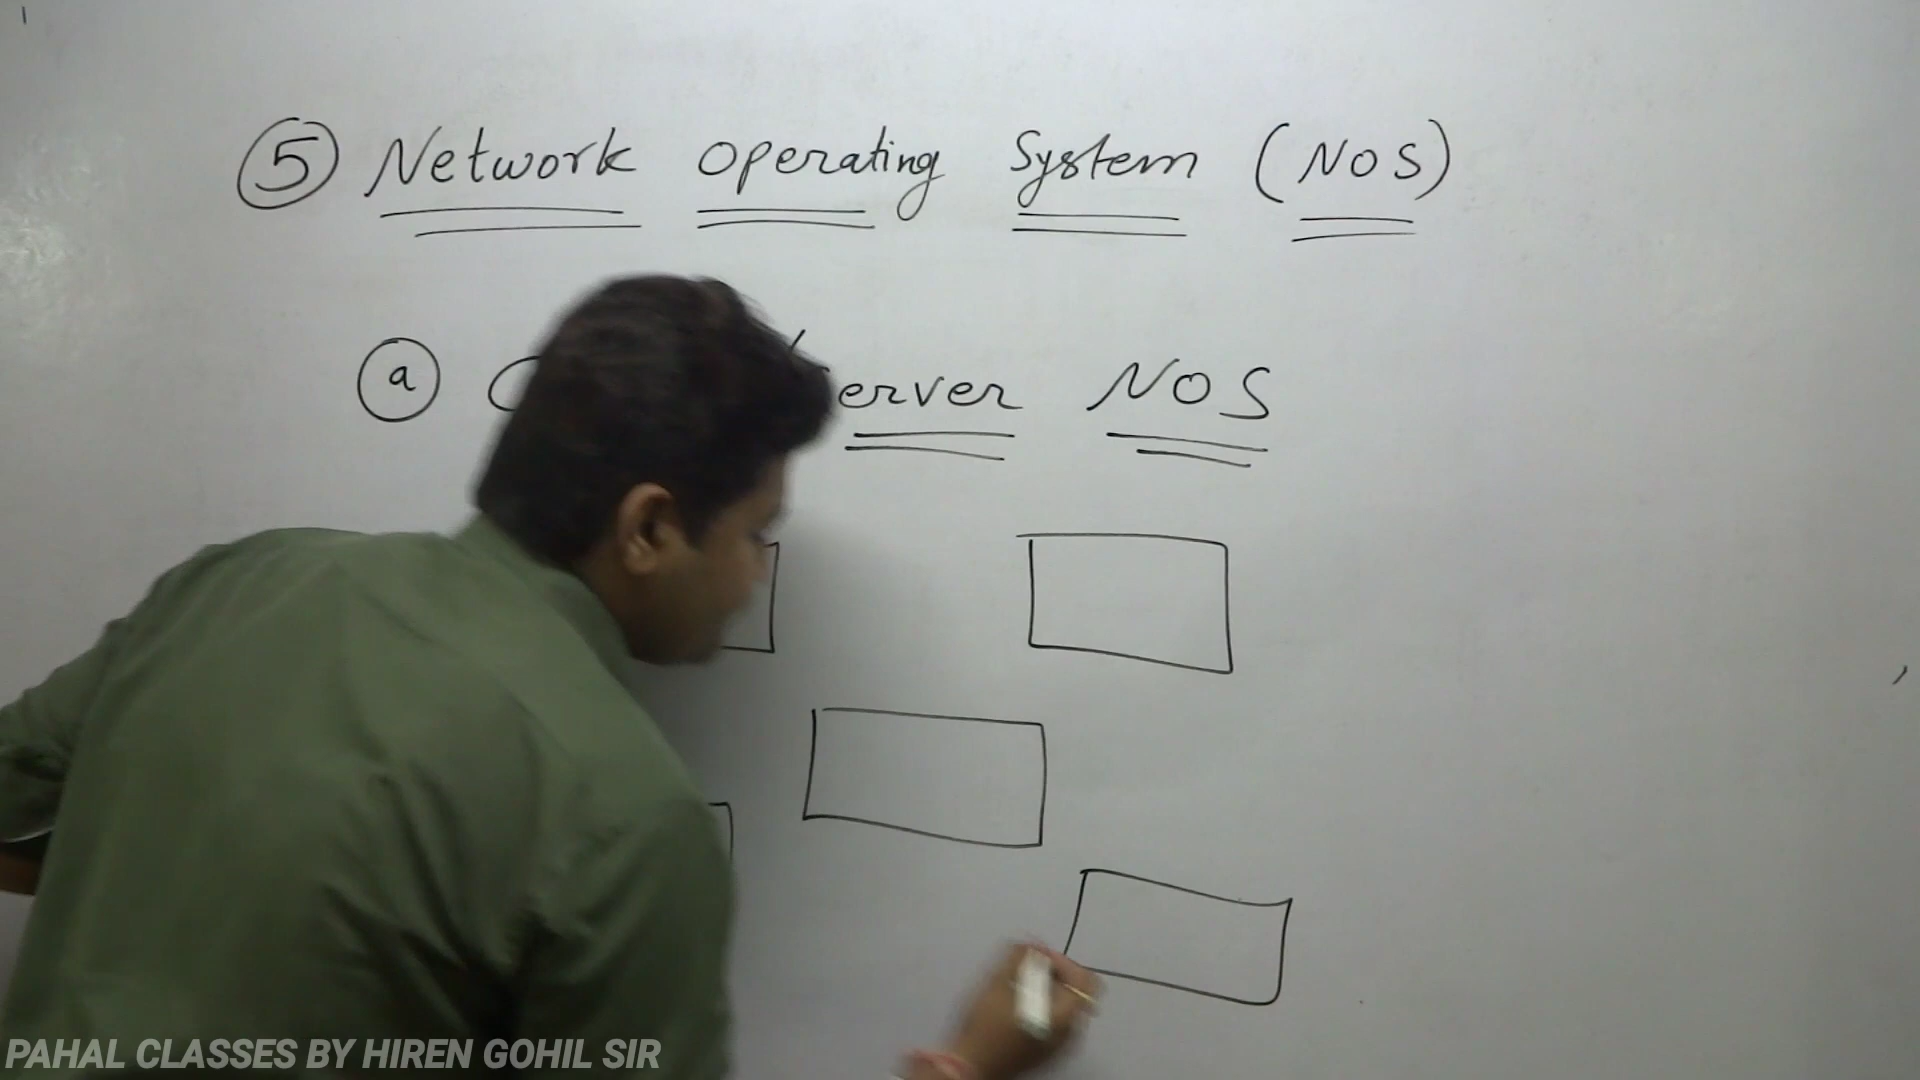 5 Network Operating System (NOS)
a erver NOS
PAHAL CLASSES BY HIREN GOHIL SIR